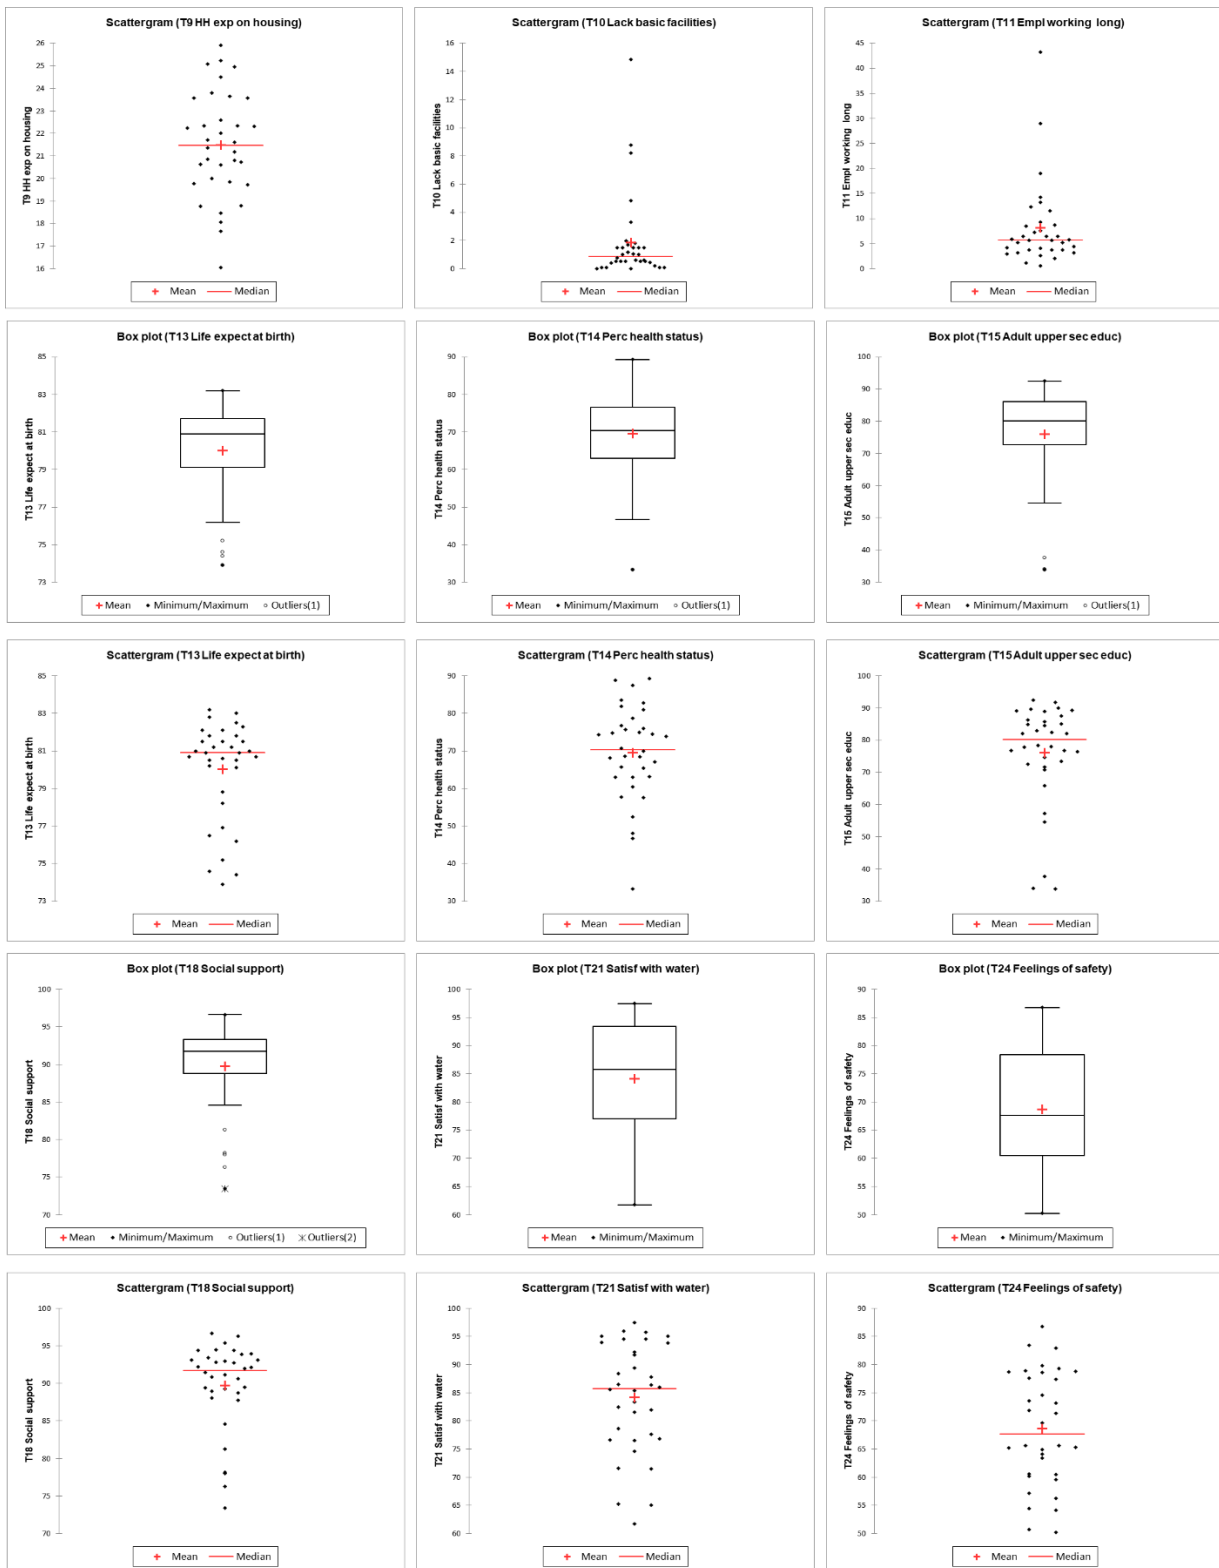 Scattergram (T9 HH exp on housing)
T9 HH exp on housing
26
25
24
23
22
21
20
19
18
17
16
Mean
Median
Scattergram (T10 Lack basic facilities)
T10 Lack basic facilities
16
14
12
10
8
6
4
2
0
Mean
Median
Scattergram (T11 Empl working long)
T11 Empl working long
45
40
35
30
25
20
15
10
5
0
Mean
Median
Box plot (T13 Life expect at birth)
T13 Life expect at birth
85
83
81
79
77
75
73
Mean
Minimum/Maximum
Outliers(1)
Box plot (T14 Perc health status)
T14 Perc health status
90
80
70
60
50
40
30
Mean
Minimum/Maximum
Outliers(1)
Box plot (T15 Adult upper sec educ)
T15 Adult upper sec educ
100
90
80
70
60
50
40
30
Mean
Minimum/Maximum
Outliers(1)
Scattergram (T13 Life expect at birth)
T13 Life expect at birth
85
83
81
79
77
75
73
Mean
Median
Scattergram (T14 Perc health status)
T14 Perc health status
90
80
70
60
50
40
30
Mean
Median
Scattergram (T15 Adult upper sec educ)
T15 Adult upper sec educ
100
90
80
70
60
50
40
30
Mean
Median
Box plot (T18 Social support)
T18 Social support
100
95
90
85
80
75
70
Mean
Minimum/Maximum
Outliers(1)
Outliers(2)
Box plot (T21 Satisf with water)
T21 Satisf with water
100
95
90
85
80
75
70
65
60
Mean
Minimum/Maximum
Box plot (T24 Feelings of safety)
T24 Feelings of safety
90
85
80
75
70
65
60
55
50
Mean
Minimum/Maximum
Scattergram (T18 Social support)
T18 Social support
100
95
90
85
80
75
70
Mean
Median
Scattergram (T21 Satisf with water)
T21 Satisf with water
100
95
90
85
80
75
70
65
60
Mean
Median
Scattergram (T24 Feelings of safety)
T24 Feelings of safety
90
85
80
75
70
65
60
55
50
Mean
Median